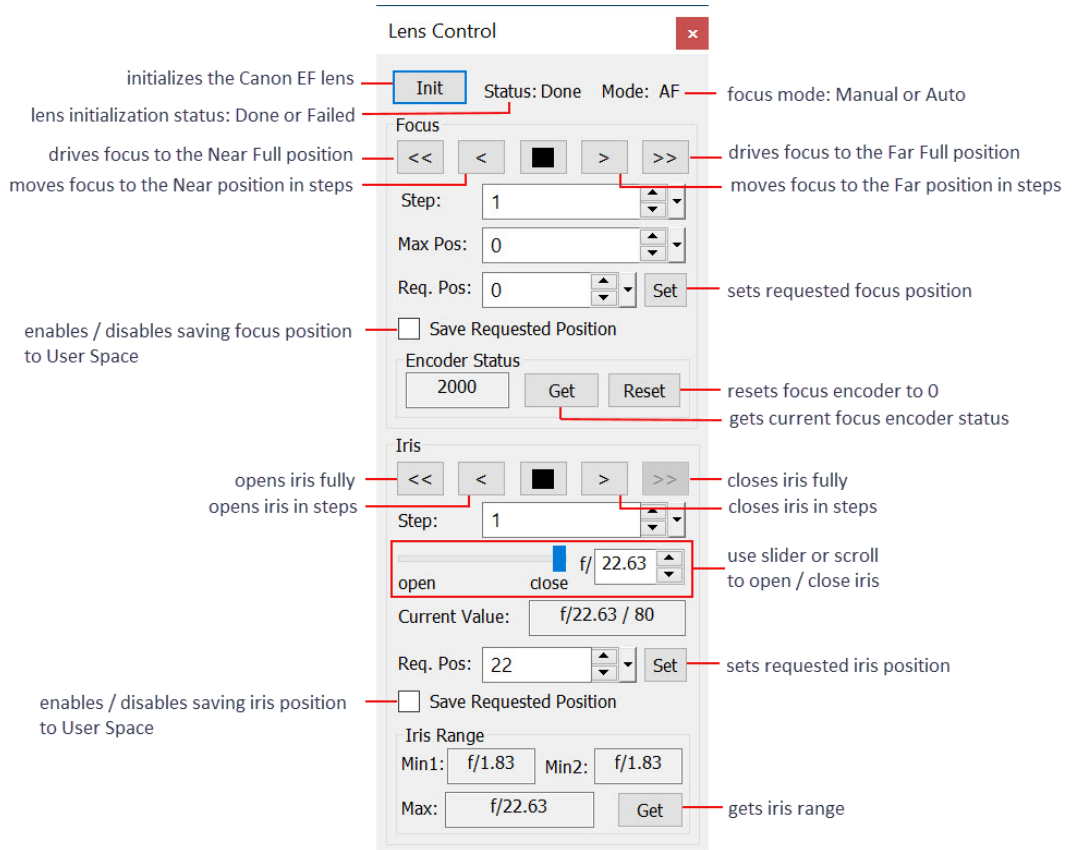 Lens Control
x
initializes the Canon EF lens
Init
Status: Done
Mode: AF
focus mode: Manual or Auto
lens initialization status: Done or Failed
Focus
drives focus to the Near Full position
<<
<
>
>>
drives focus to the Far Full position
moves focus to the Near position in steps
moves focus to the Far position in steps
Step:
1
Max Pos:
0
Req. Pos:
0
Set
sets requested focus position
enables / disables saving focus position
to User Space
Save Requested Position
Encoder Status
2000
Get
Reset
resets focus encoder to 0
gets current focus encoder status
Iris
opens iris fully
<<
<
>
>>
closes iris fully
opens iris in steps
closes iris in steps
Step:
1
open
close
f/
22.63
use slider or scroll
to open / close iris
Current Value:
f/22.63 / 80
Req. Pos:
22
Set
sets requested iris position
enables / disables saving iris position
to User Space
Save Requested Position
Iris Range
Min1:
f/1.83
Min2:
f/1.83
Max:
f/22.63
Get
gets iris range